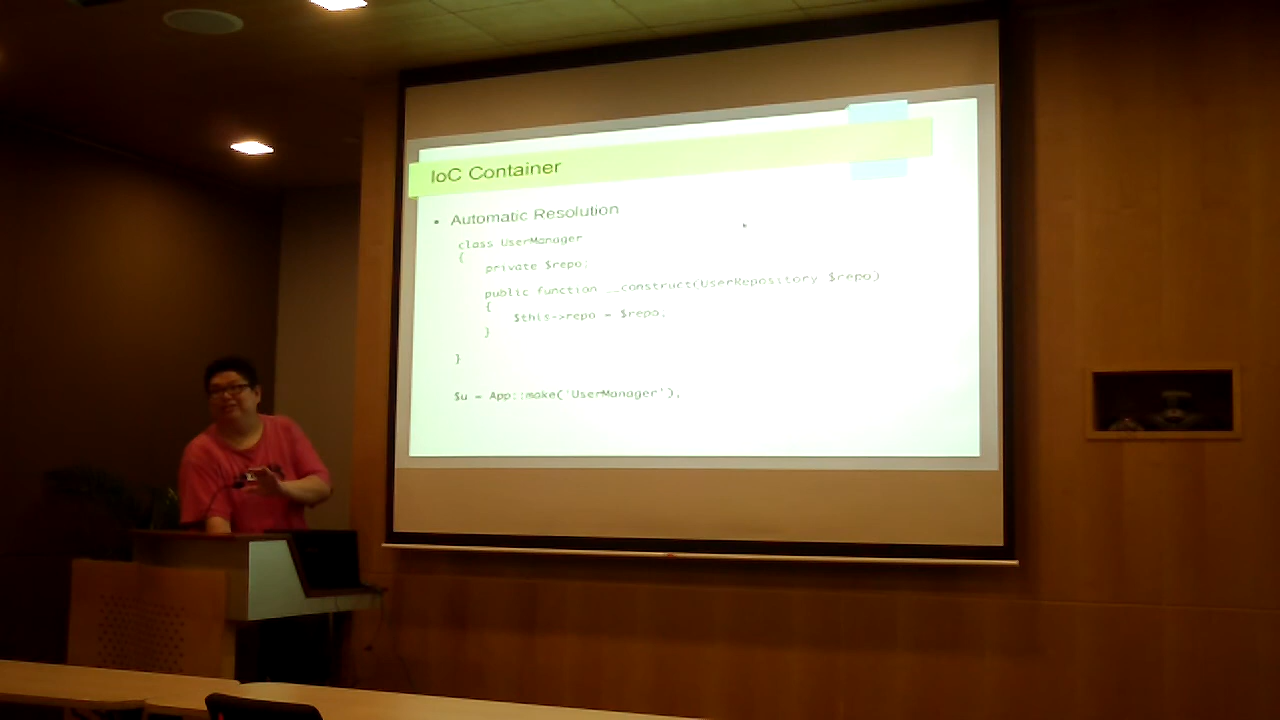 IoC Container
• Automatic Resolution
class UserManager
{
private $repo;
public function __construct(UserRepository $repo)
{
$this->repo = $repo;
}
}
$u = App::make('UserManager');